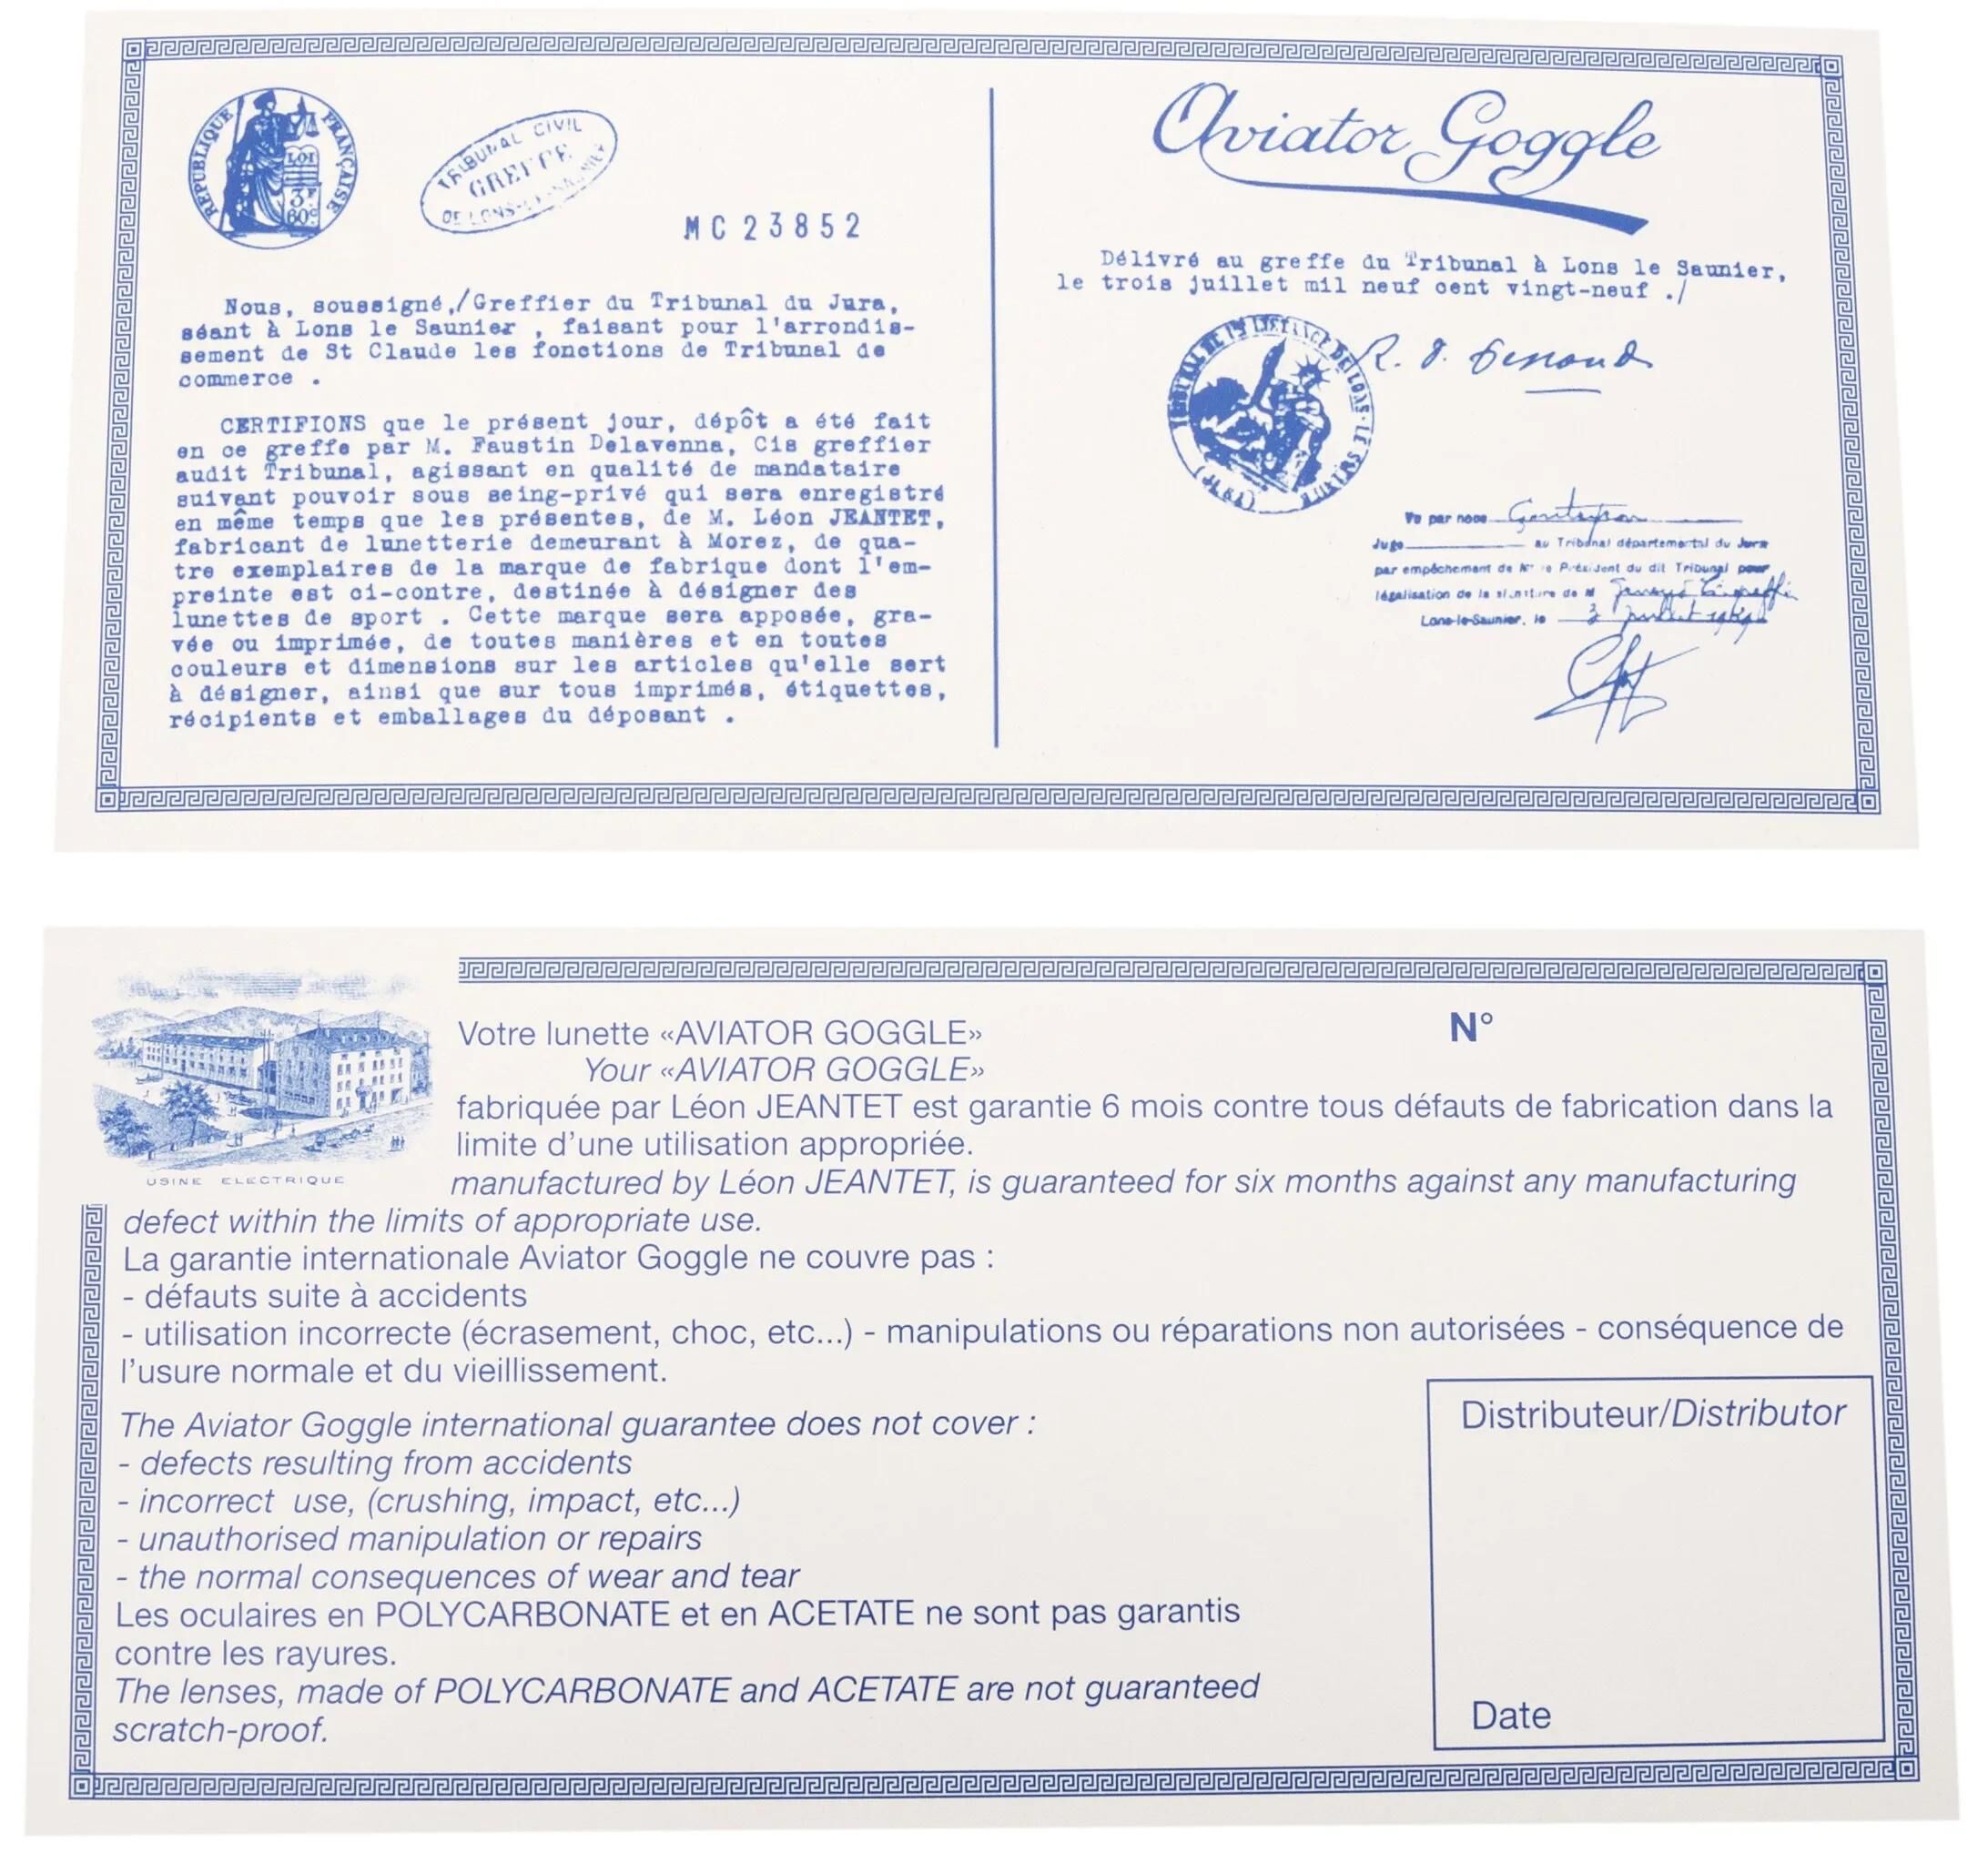 RÉPUBLIQUE FRANÇAISE
LOI
3F
60c
TRIBUNAL CIVIL
GREFFE
DE LONS-
MC23852
Nous, soussigné,/Greffier du Tribunal du Jura,
séant à Lons le Saunier , faisant pour l'arrondis-
sement de St Claude les fonctions de Tribunal de
commerce .
CERTIFIONS que le présent jour, dépôt a été fait
en ce greffe par M. Faustin Delavenna, Cis greffier
audit Tribunal, agissant en qualité de mandataire
suivant pouvoir sous seing-privé qui sera enregistré
en même temps que les présentes, de M. Léon JEANTET,
fabricant de lunetterie demeurant à Morez, de qua-
tre exemplaires de la marque de fabrique dont l'em-
preinte est ci-contre, destinée à désigner des
lunettes de sport . Cette marque sera apposée, gra-
vée ou imprimée, de toutes manières et en toutes
couleurs et dimensions sur les articles qu'elle sert
à désigner, ainsi que sur tous imprimés, étiquettes,
récipients et emballages du déposant .
Aviator Goggle
Délivré au greffe du Tribunal à Lons le Saunier,
le trois juillet mil neuf cent vingt-neuf ./
DE LONS-LE-SAUNIER
(JURA)
Vu par nous
Juge au Tribunal départemental du Jura
par empêchement de Mr le Président du dit Tribunal pour
légalisation de la signature de M
Lons-le-Saunier, le 3 juillet
USINE ELECTRIQUE
Votre lunette «AVIATOR GOGGLE» N°
Your «AVIATOR GOGGLE»
fabriquée par Léon JEANTET est garantie 6 mois contre tous défauts de fabrication dans la
limite d'une utilisation appropriée.
manufactured by Léon JEANTET, is guaranteed for six months against any manufacturing
defect within the limits of appropriate use.
La garantie internationale Aviator Goggle ne couvre pas :
- défauts suite à accidents
- utilisation incorrecte (écrasement, choc, etc...) - manipulations ou réparations non autorisées - conséquence de
l'usure normale et du vieillissement.
The Aviator Goggle international guarantee does not cover :
- defects resulting from accidents
- incorrect use, (crushing, impact, etc...)
- unauthorised manipulation or repairs
- the normal consequences of wear and tear
Les oculaires en POLYCARBONATE et en ACETATE ne sont pas garantis
contre les rayures.
The lenses, made of POLYCARBONATE and ACETATE are not guaranteed
scratch-proof.
Distributeur/Distributor
Date